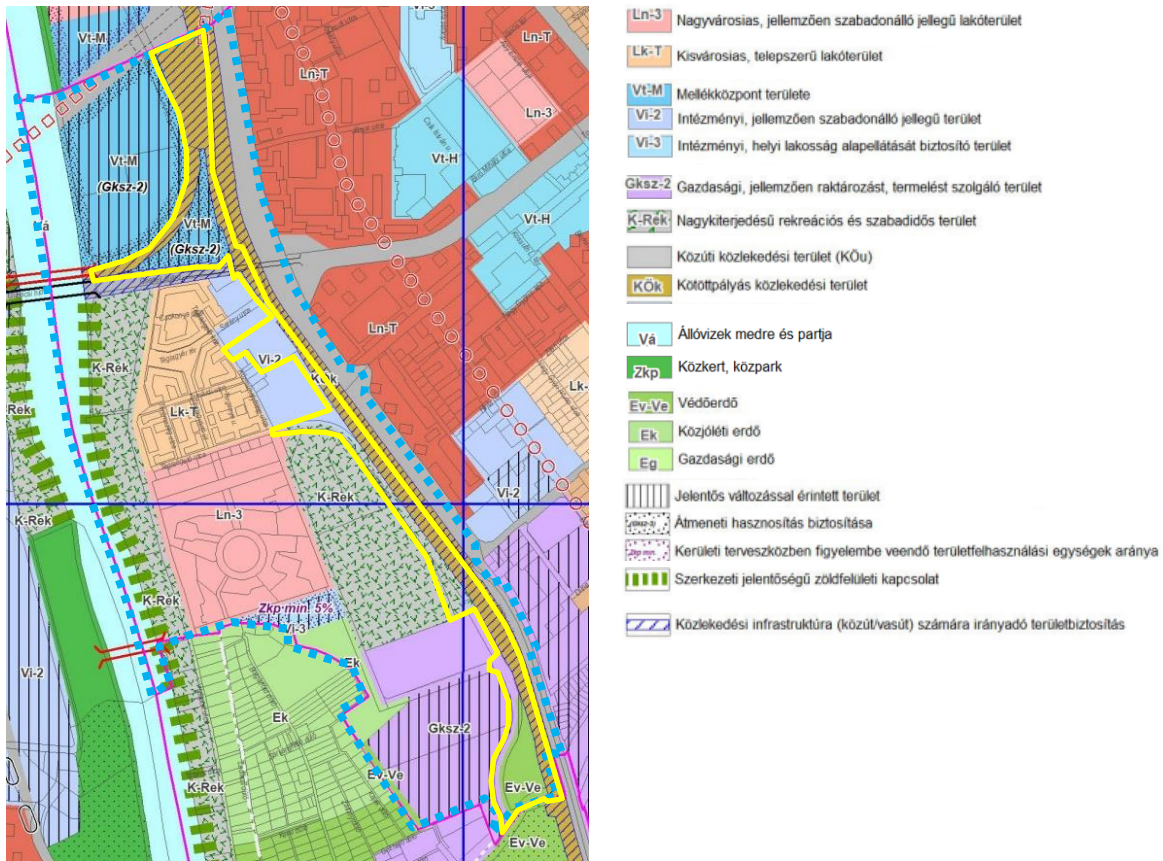 Vt-M
Vi-3
Ln-T
Ln-T
Ln-3
Vt-M
(Gksz-2)
Vt-H
Vá
Vt-M
(Gksz-2)
Vt-H
K-Rek
Vi-2
Ln-T
KÖk
Lk-T
K-Rek
Vi-2
K-Rek
Ln-3
K-Rek
K-Rek
Zkp min. 5%
Vi-3
Ek
Vi-2
Ek
Gksz-2
Ev-Ve
K-Rek
Ev-Ve
Ev-Ve
Ln-3 Nagyvárosias, jellemzően szabadonálló jellegű lakóterület
Lk-T Kisvárosias, telepszerű lakóterület
Vt-M Mellékközpont területe
Vi-2 Intézményi, jellemzően szabadonálló jellegű terület
Vi-3 Intézményi, helyi lakosság alapellátását biztosító terület
Gksz-2 Gazdasági, jellemzően raktározást, termelést szolgáló terület
K-Rek Nagykiterjedésű rekreációs és szabadidős terület
Közúti közlekedési terület (KÖu)
KÖk Kötöttpályás közlekedési terület
Vá Állóvizek medre és partja
Zkp Közkert, közpark
Ev-Ve Védőerdő
Ek Közjóléti erdő
Eg Gazdasági erdő
Jelentős változással érintett terület
Átmeneti hasznosítás biztosítása
Zkp min. Kerületi terveszközben figyelembe veendő területfelhasználási egységek aránya
Szerkezeti jelentőségű zöldfelületi kapcsolat
Közlekedési infrastruktúra (közút/vasút) számára irányadó területbiztosítás